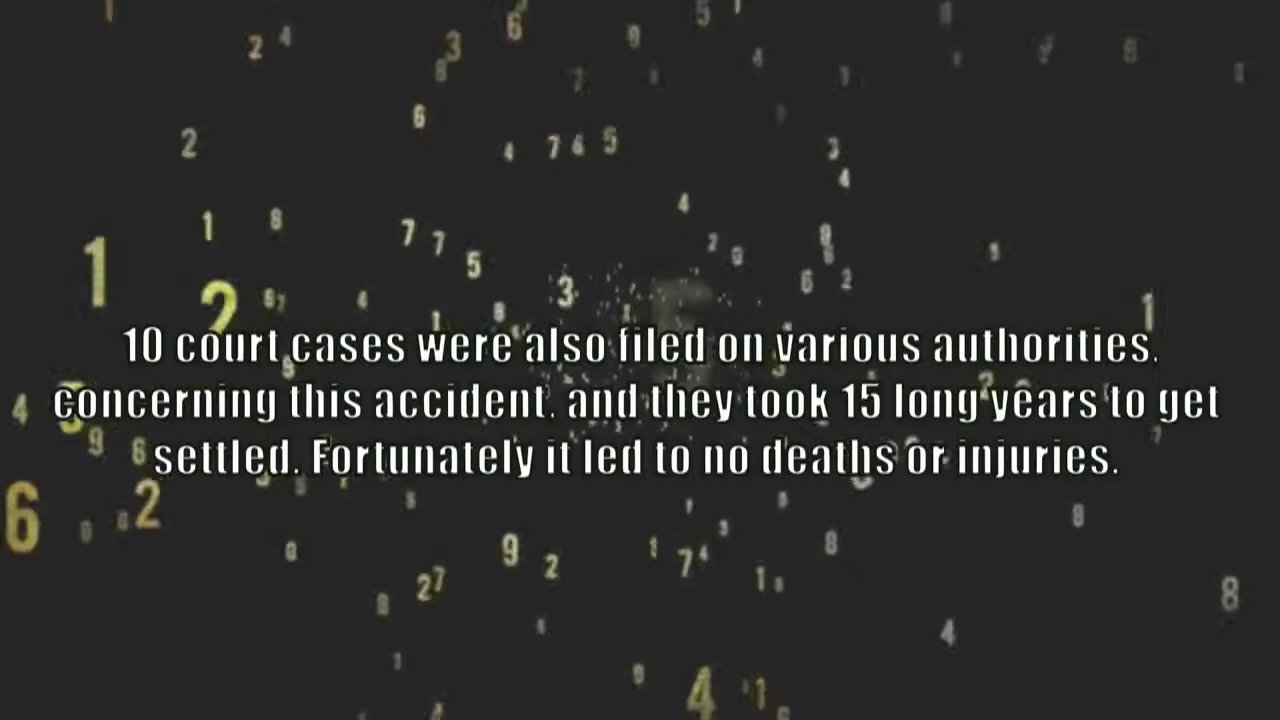 10 court cases were also filed on various authorities,
concerning this accident, and they took 15 long years to get
settled. Fortunately it led to no deaths or injuries.